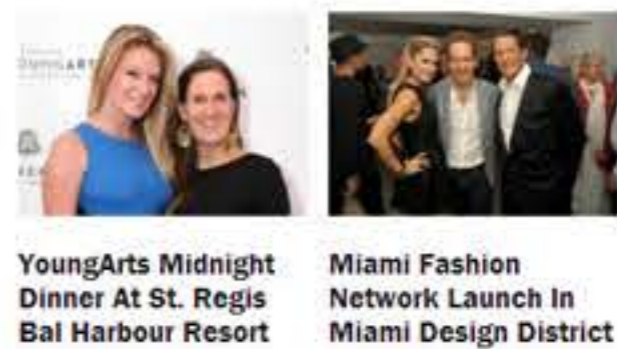 YoungArts Midnight
Dinner At St. Regis
Bal Harbour Resort
Miami Fashion
Network Launch In
Miami Design District